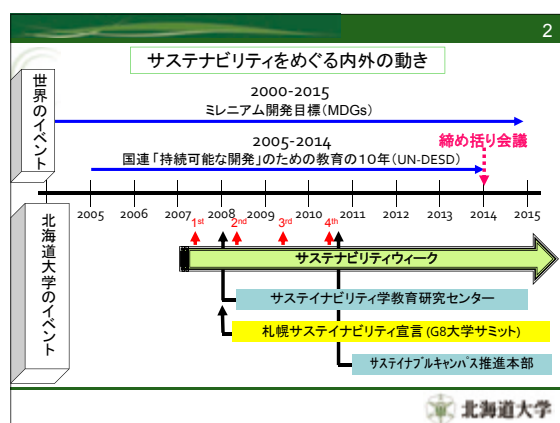 2
サステナビリティをめぐる内外の動き
世界のイベント
2000-2015
ミレニアム開発目標(MDGs)
2005-2014
国連「持続可能な開発」のための教育の10年(UN-DESD)
締め括り会議
2005 2006 2007 2008 2009 2010 2011 2012 2013 2014 2015
北海道大学のイベント
1st 2nd 3rd 4th
サステナビリティウィーク
サステイナビリティ学教育研究センター
札幌サステイナビリティ宣言 (G8大学サミット)
サステイナブルキャンパス推進本部
北海道大学